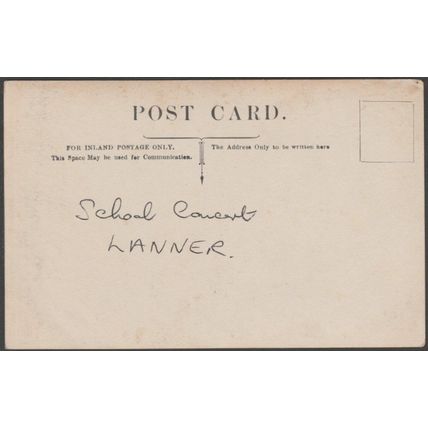 POST CARD.
FOR INLAND POSTAGE ONLY.
This Space May be used for Communication.
The Address Only to be written here
School Concert
LANNER.